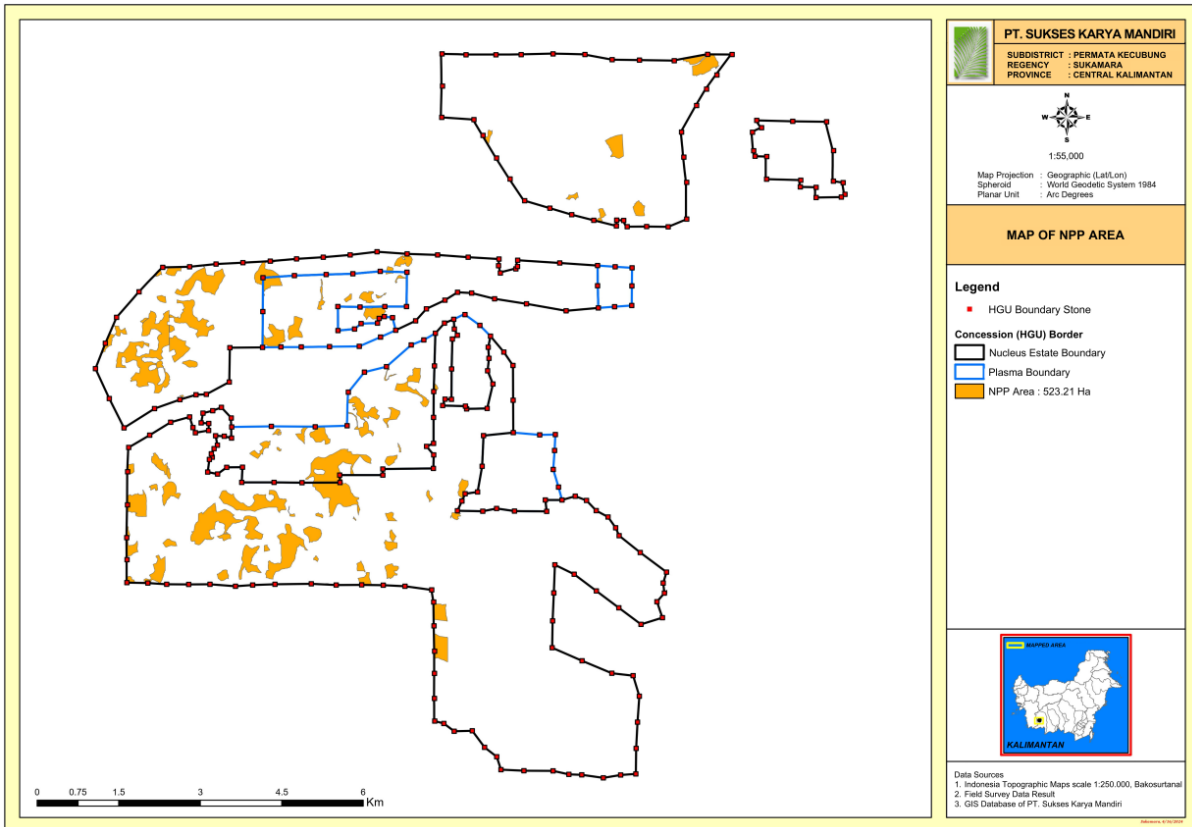 PT. SUKSES KARYA MANDIRI
SUBDISTRICT : PERMATA KECUBUNG
REGENCY : SUKAMARA
PROVINCE : CENTRAL KALIMANTAN
N
W E
S
1:55,000
Map Projection : Geographic (Lat/Lon)
Spheroid : World Geodetic System 1984
Planar Unit : Arc Degrees
MAP OF NPP AREA
Legend
HGU Boundary Stone
Concession (HGU) Border
Nucleus Estate Boundary
Plasma Boundary
NPP Area : 523.21 Ha
MAPPED AREA
KALIMANTAN
Data Sources
1. Indonesia Topographic Maps scale 1:250.000, Bakosurtanal
2. Field Survey Data Result
3. GIS Database of PT. Sukses Karya Mandiri
0 0.75 1.5 3 4.5 6
Km